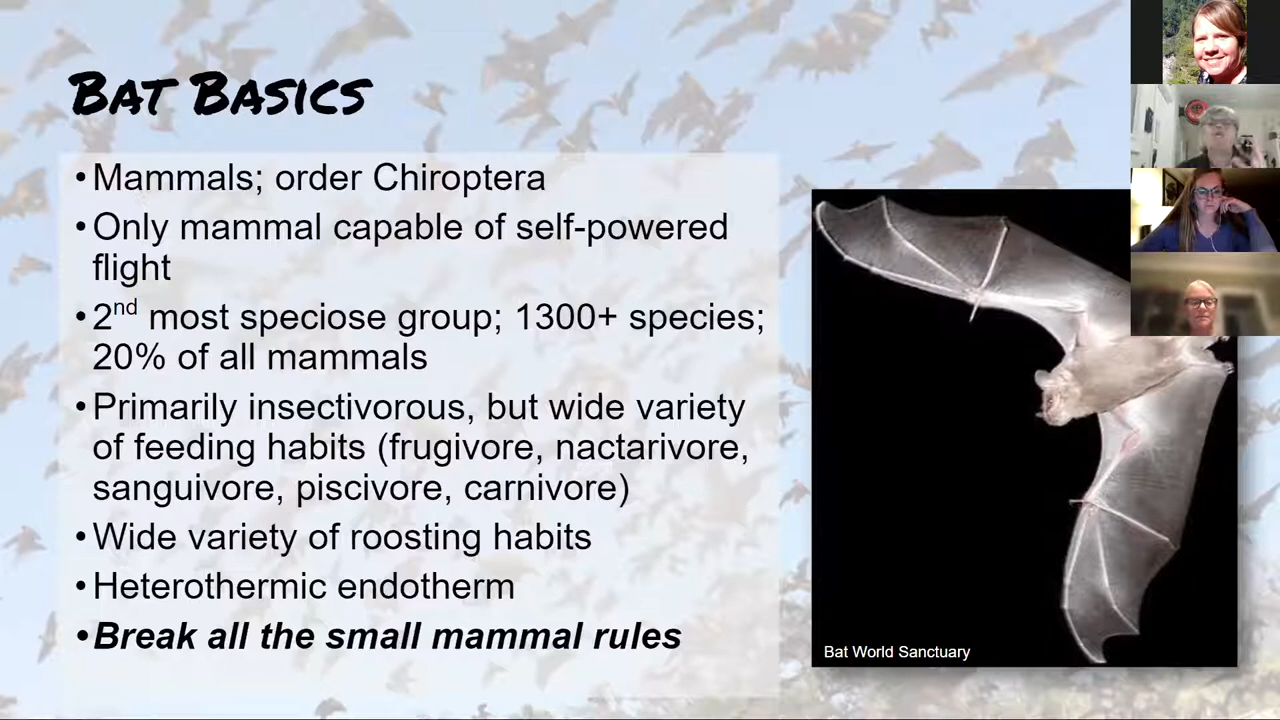 Bat Basics
• Mammals; order Chiroptera
• Only mammal capable of self-powered
flight
• 2nd most speciose group; 1300+ species;
20% of all mammals
• Primarily insectivorous, but wide variety
of feeding habits (frugivore, nactarivore,
sanguivore, piscivore, carnivore)
• Wide variety of roosting habits
• Heterothermic endotherm
• Break all the small mammal rules
Bat World Sanctuary